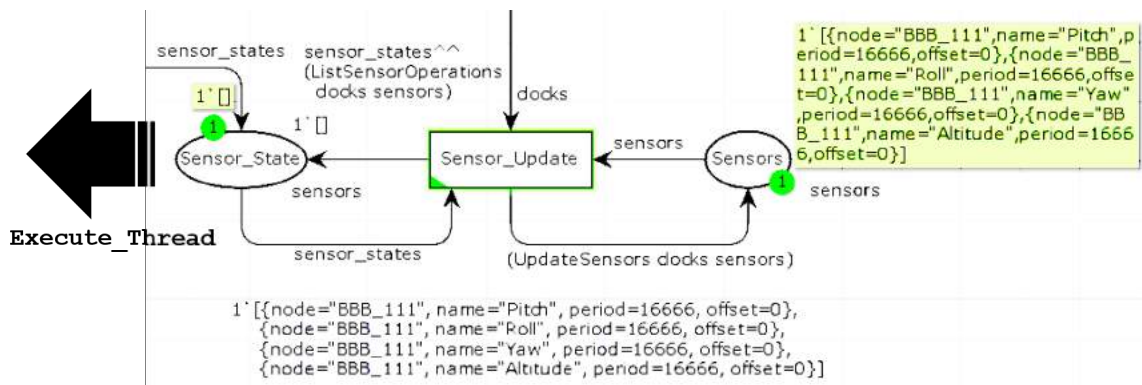 sensor_states
sensor_states^^
(ListSensorOperations
docks sensors)
1`[]
1
1`[]
Sensor_State
sensors
sensor_states
docks
Sensor_Update
sensors
(UpdateSensors docks sensors)
Sensors
1
sensors
1`[{node="BBB_111",name="Pitch",p
eriod=16666,offset=0},{node="BBB_
111",name="Roll",period=16666,offse
t=0},{node="BBB_111",name="Yaw"
,period=16666,offset=0},{node="BB
B_111",name="Altitude",period=1666
6,offset=0}]
Execute_Thread
1`[{node="BBB_111", name="Pitch", period=16666, offset=0},
{node="BBB_111", name="Roll", period=16666, offset=0},
{node="BBB_111", name="Yaw", period=16666, offset=0},
{node="BBB_111", name="Altitude", period=16666, offset=0}]